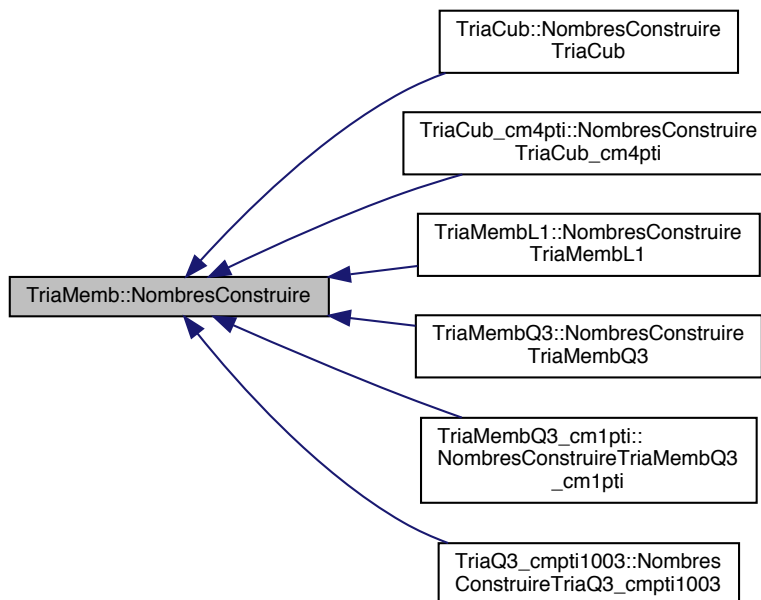 TriaCub::NombresConstruire
TriaCub
TriaCub_cm4pti::NombresConstruire
TriaCub_cm4pti
TriaMembL1::NombresConstruire
TriaMembL1
TriaMemb::NombresConstruire
TriaMembQ3::NombresConstruire
TriaMembQ3
TriaMembQ3_cm1pti::
NombresConstruireTriaMembQ3
_cm1pti
TriaQ3_cmpti1003::Nombres
ConstruireTriaQ3_cmpti1003